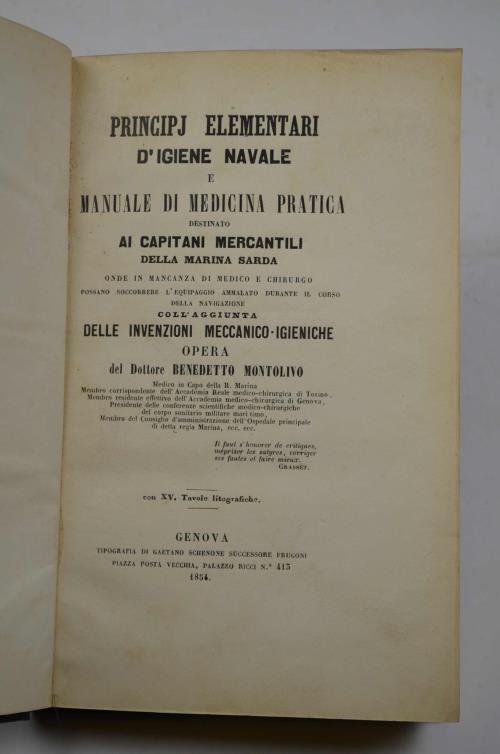 PRINCIPJ ELEMENTARI
D'IGIENE NAVALE
E
MANUALE DI MEDICINA PRATICA
DESTINATO
AI CAPITANI MERCANTILI
DELLA MARINA SARDA
ONDE IN MANCANZA DI MEDICO E CHIRURGO
POSSANO SOCCORRERE L'EQUIPAGGIO AMMALATO DURANTE IL CORSO
DELLA NAVIGAZIONE
COLL'AGGIUNTA
DELLE INVENZIONI MECCANICO-IGIENICHE
OPERA
del Dottore BENEDETTO MONTOLIVO
Medico in Capo della R. Marina
Membro corrispondente dell'Accademia Reale medico-chirurgica di Torino,
Membro residente effettivo dell'Accademia medico-chirurgica di Genova,
Presidente delle conferenze scientifiche medico-chirurgiche
del corpo sanitario militare marittimo,
Membro del Consiglio d'amministrazione dell'Ospedale principale
di detta regia Marina, ecc. ecc.
Il faut s'honorer de critiques,
mépriser les satyres, corriger
ses fautes et faire mieux.
GRASSET.
con XV. Tavole litografiche.
GENOVA
TIPOGRAFIA DI GAETANO SCHENONE SUCCESSORE FRUGONI
PIAZZA POSTA VECCHIA, PALAZZO RICCI N.° 413
1854.